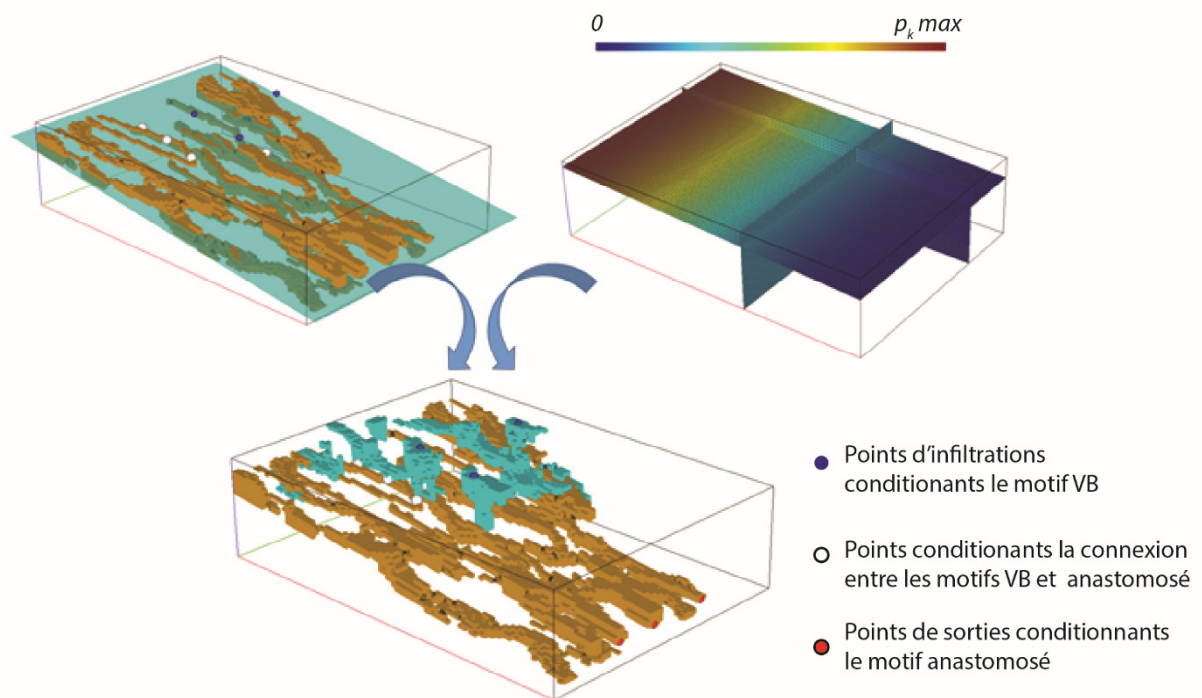 0
pk max
Points d'infiltrations
conditionants le motif VB
Points conditionants la connexion
entre les motifs VB et anastomosé
Points de sorties conditionnants
le motif anastomosé